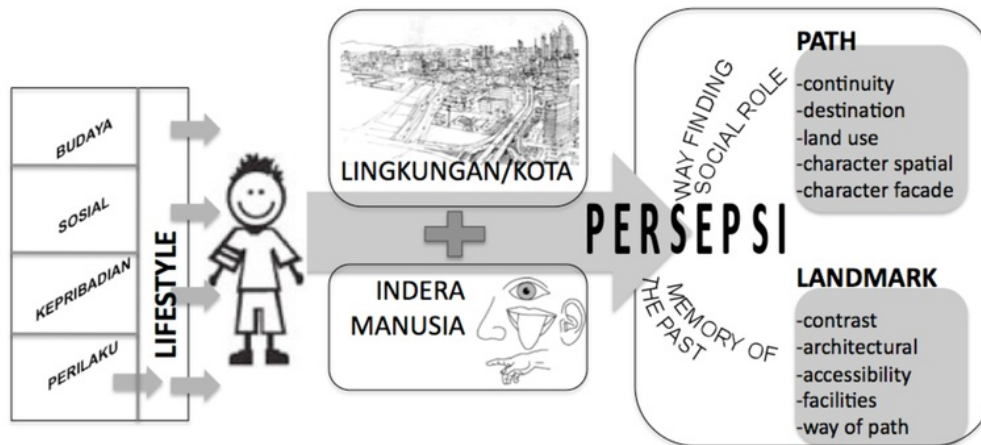 BUDAYA
SOSIAL
KEPRIBADIAN
PERILAKU
LIFESTYLE
LINGKUNGAN/KOTA
INDERA
MANUSIA
WAY FINDING
SOCIAL ROLE
PERSEPSI
MEMORY OF
THE PAST
PATH
-continuity
-destination
-land use
-character spatial
-character facade
LANDMARK
-contrast
-architectural
-accessibility
-facilities
-way of path